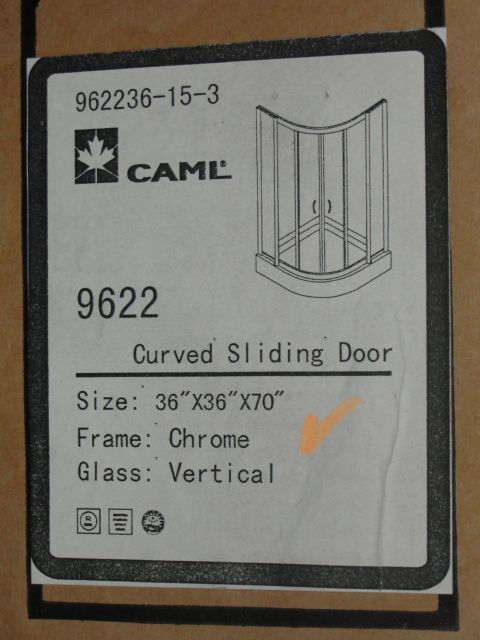 962236-15-3
CAML®
9622
Curved Sliding Door
Size: 36"X36"X70"
Frame: Chrome
Glass: Vertical
R